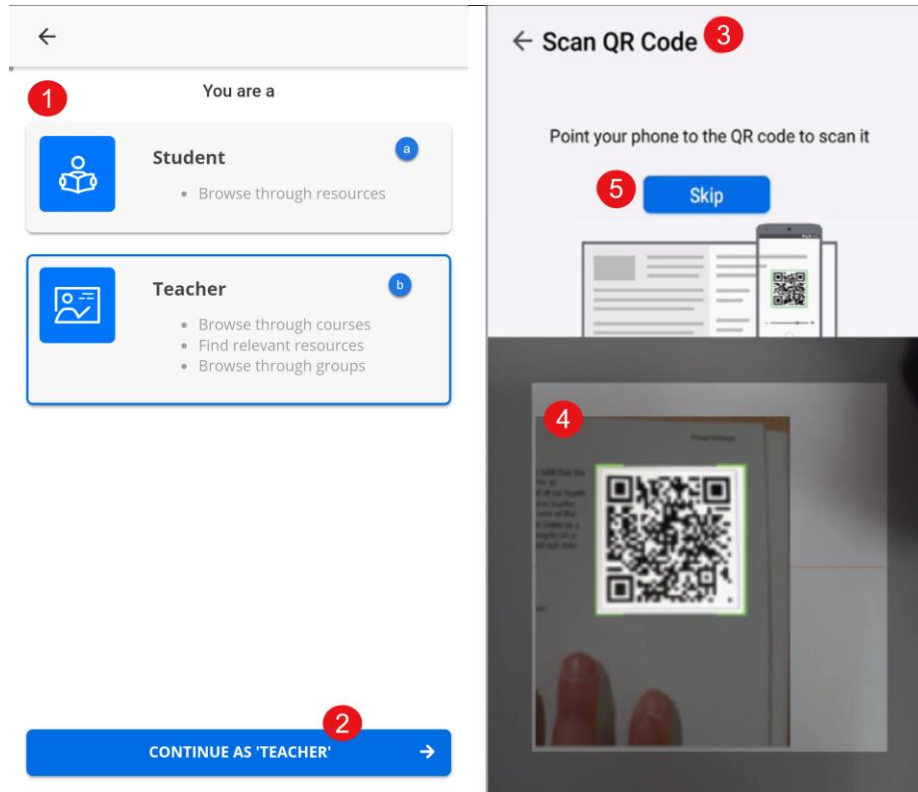 1
You are a
Student
a
• Browse through resources
Teacher
b
• Browse through courses
• Find relevant resources
• Browse through groups
2
CONTINUE AS 'TEACHER'
Scan QR Code
3
Point your phone to the QR code to scan it
5
Skip
4